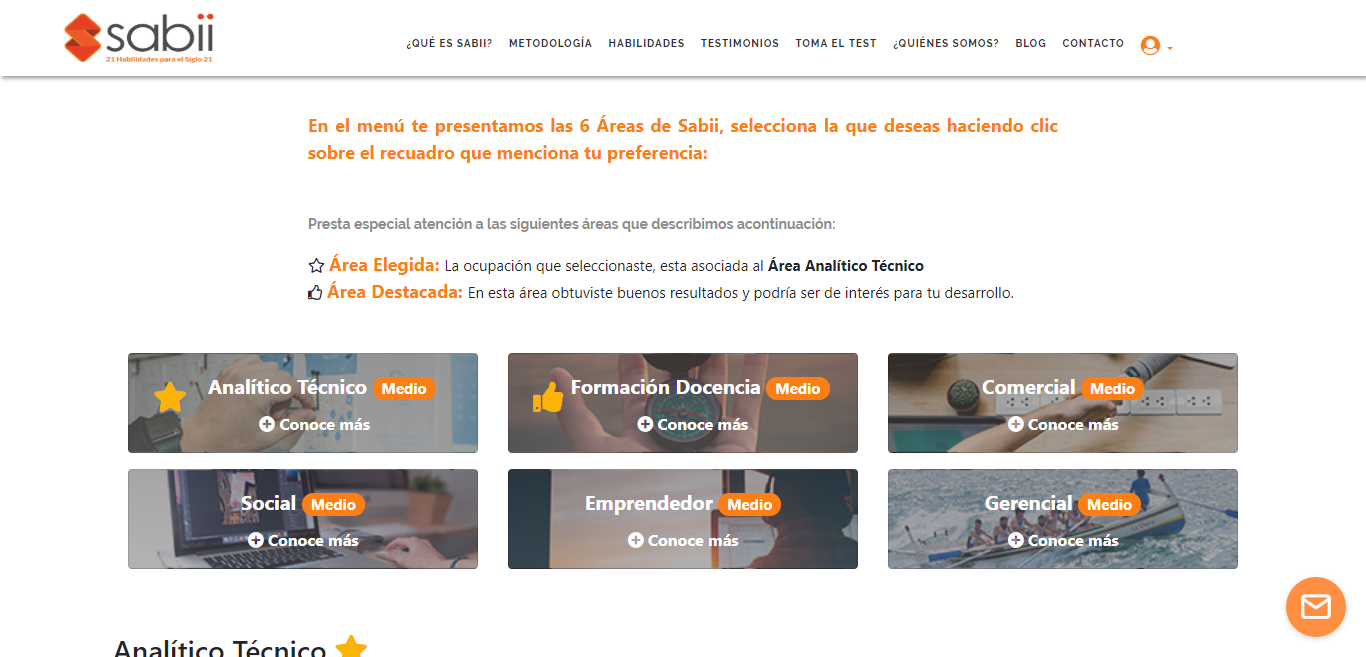 sabii
21 Habilidades para el Siglo 21
¿QUÉ ES SABII? METODOLOGÍA HABILIDADES TESTIMONIOS TOMA EL TEST ¿QUIÉNES SOMOS? BLOG CONTACTO
En el menú te presentamos las 6 Áreas de Sabii, selecciona la que deseas haciendo clic
sobre el recuadro que menciona tu preferencia:
Presta especial atención a las siguientes áreas que describimos acontinuación:
Área Elegida: La ocupación que seleccionaste, esta asociada al Área Analítico Técnico
Área Destacada: En esta área obtuviste buenos resultados y podría ser de interés para tu desarrollo.
Analítico Técnico Medio
Conoce más
Formación Docencia Medio
Conoce más
Comercial Medio
Conoce más
Social Medio
Conoce más
Emprendedor Medio
Conoce más
Gerencial Medio
Conoce más
Analítico Técnico